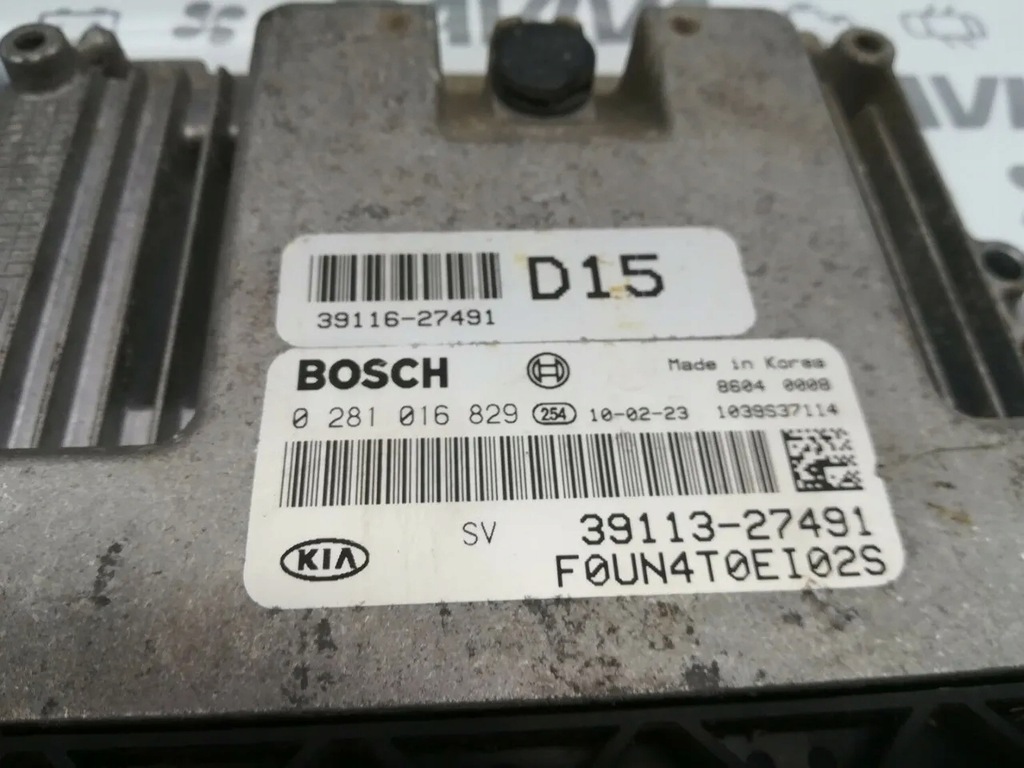 D15
39116-27491
BOSCH
Made in Korea
8604 0008
0 281 016 829 254 10-02-23 1039S37114
SV
39113-27491
KIA
F0UN4T0EI02S